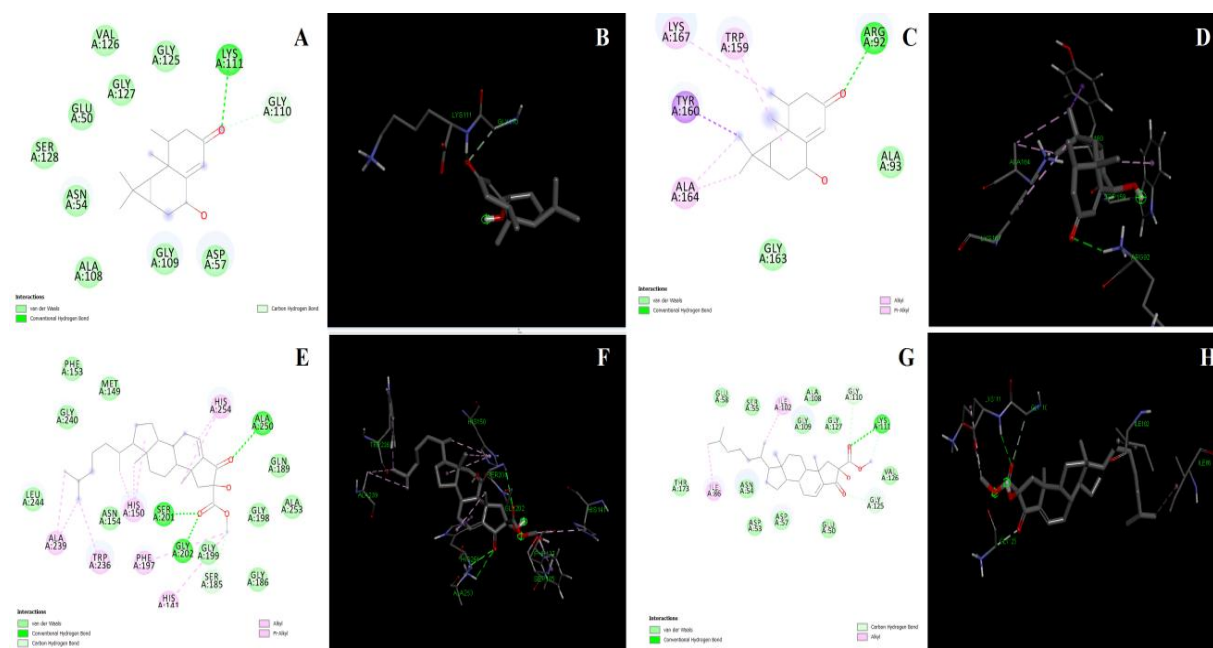 A
VAL
A:126
GLY
A:125
LYS
A:111
GLY
A:127
GLY
A:110
GLU
A:50
SER
A:128
ASN
A:54
ALA
A:108
GLY
A:109
ASP
A:57
Interactions
van der Waals
Conventional Hydrogen Bond
Carbon Hydrogen Bond
B
LYS111
C
LYS
A:167
TRP
A:159
ARG
A:92
TYR
A:160
ALA
A:93
ALA
A:164
GLY
A:163
Interactions
van der Waals
Conventional Hydrogen Bond
Alkyl
Pi-Alkyl
D
E
PHE
A:153
MET
A:149
HIS
A:254
ALA
A:250
GLY
A:240
GLN
A:189
LEU
A:244
ASN
A:154
HIS
A:150
SER
A:201
GLY
A:198
ALA
A:253
ALA
A:239
TRP
A:236
PHE
A:197
GLY
A:202
GLY
A:199
SER
A:185
GLY
A:186
HIS
A:141
Interactions
van der Waals
Conventional Hydrogen Bond
Carbon Hydrogen Bond
Alkyl
Pi-Alkyl
F
G
SER
A:55
ILE
A:102
ALA
A:108
GLY
A:110
GLY
A:109
GLY
A:127
LYS
A:111
VAL
A:126
THR
A:173
ILE
A:86
ASN
A:54
GLY
A:125
ASP
A:53
ASP
A:57
GLU
A:50
Interactions
van der Waals
Conventional Hydrogen Bond
Carbon Hydrogen Bond
Alkyl
H